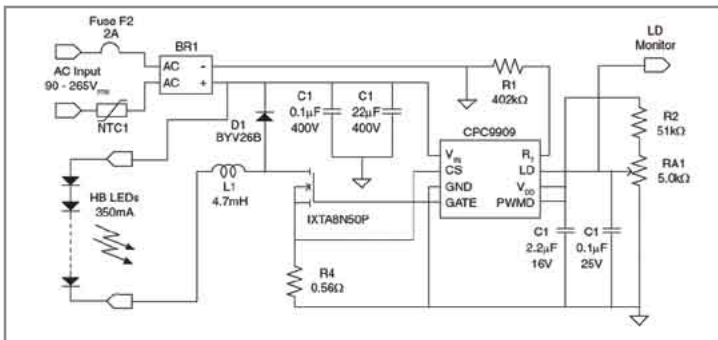 Fuse F2
2A
BR1
AC -
AC +
AC Input
90 - 265V
NTC1
D1
BYV26B
C1
0.1µF
400V
C1
22µF
400V
R1
402kΩ
LD
Monitor
CPC9909
R2
51kΩ
RA1
5.0kΩ
VIN
CS
GND
GATE
RT
LD
VDD
PWMD
HB LEDs
350mA
L1
4.7mH
IXTA8N50P
R4
0.56Ω
C1
2.2µF
16V
C1
0.1µF
25V